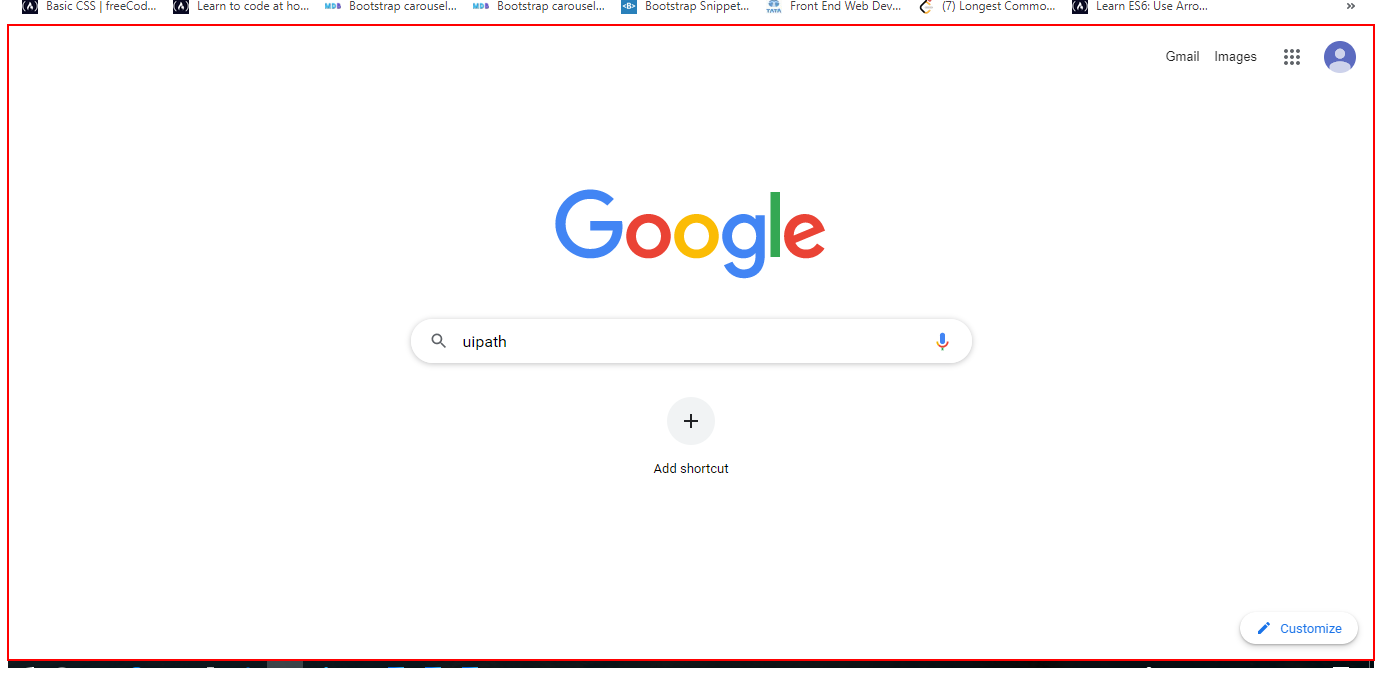 Basic CSS | freeCod... Learn to code at ho... MDB Bootstrap carousel... MDB Bootstrap carousel... <B> Bootstrap Snippet... TATA Front End Web Dev... (7) Longest Commo... Learn ES6: Use Arro... »
Gmail Images
Google
uipath
Add shortcut
Customize